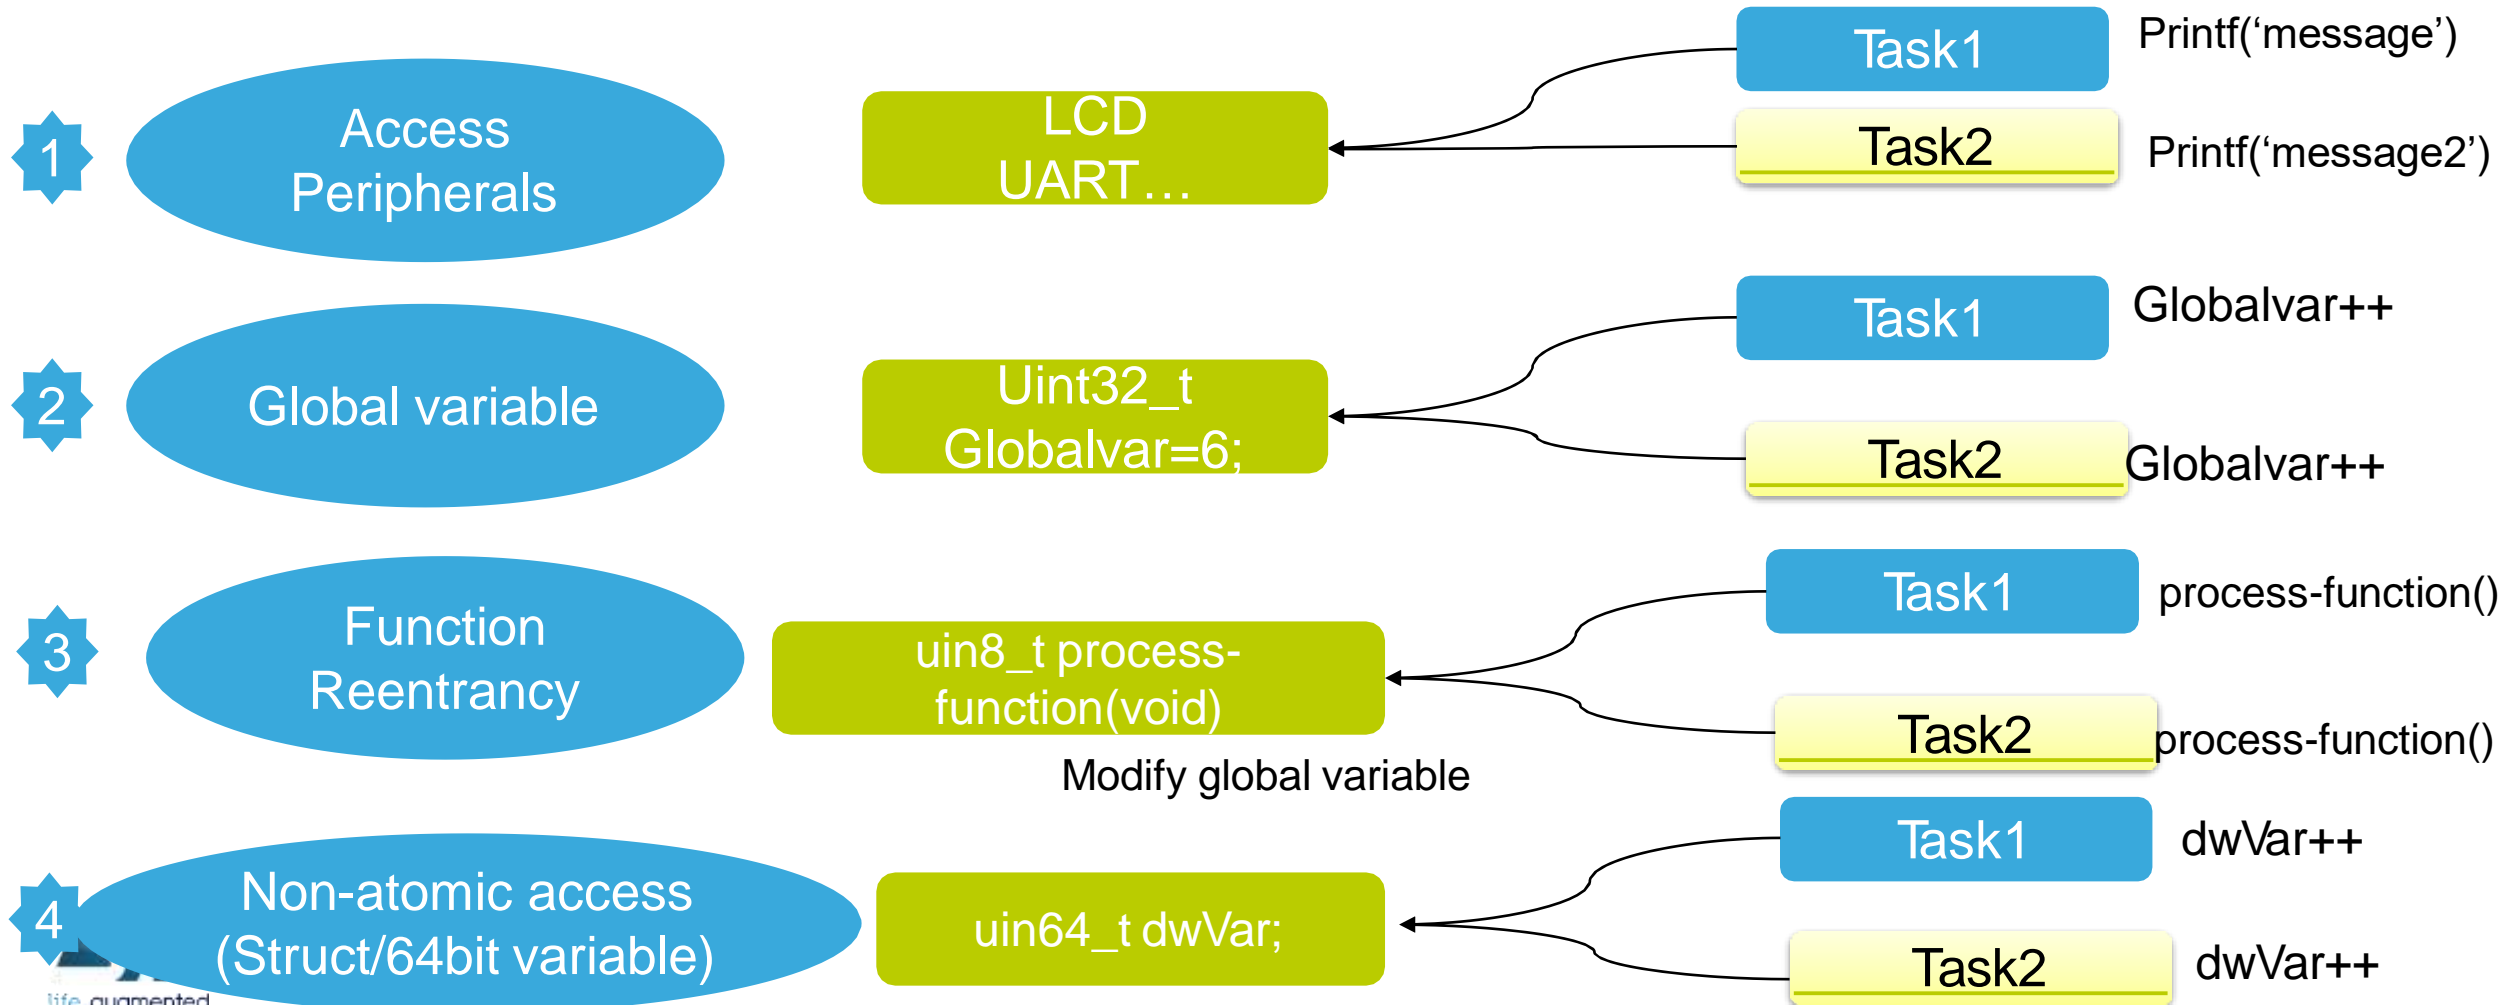 1
Access
Peripherals
LCD
UART…
Task1
Printf(‘message’)
Task2
Printf(‘message2’)
2
Global variable
Uint32_t
Globalvar=6;
Task1
Globalvar++
Task2
Globalvar++
3
Function
Reentrancy
uin8_t process-
function(void)
Modify global variable
Task1
process-function()
Task2
process-function()
4
Non-atomic access
(Struct/64bit variable)
uin64_t dwVar;
Task1
dwVar++
Task2
dwVar++
life.augmented